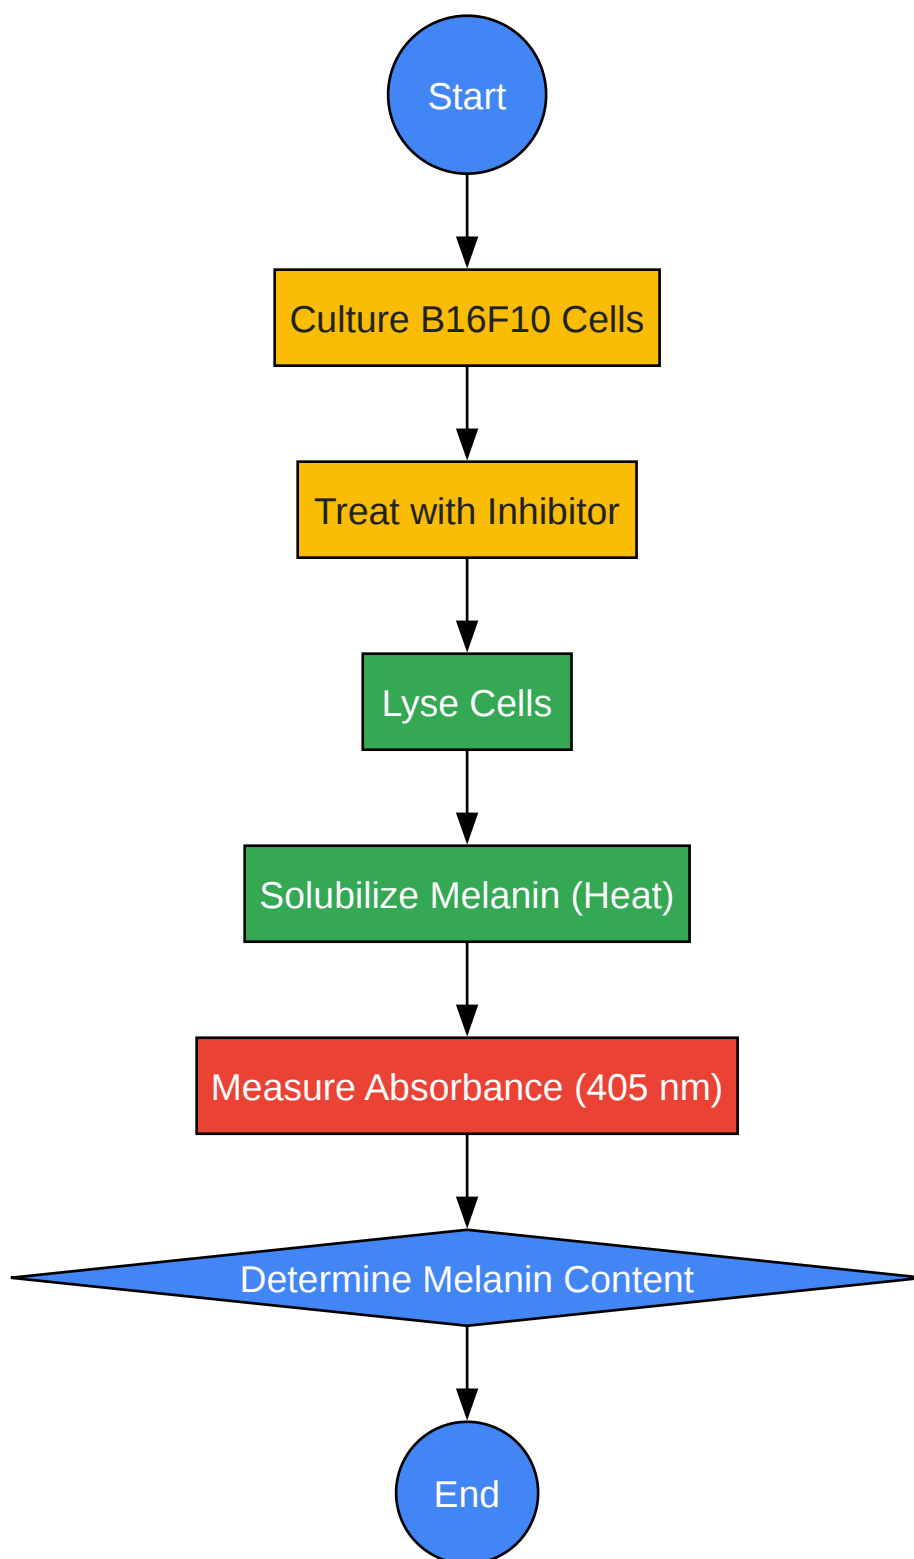 Start
Culture B16F10 Cells
Treat with Inhibitor
Lyse Cells
Solubilize Melanin (Heat)
Measure Absorbance (405 nm)
Determine Melanin Content
End